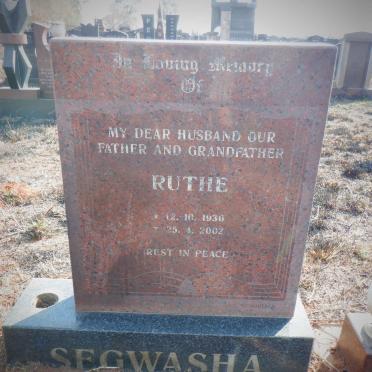 In Loving Memory
Of
MY DEAR HUSBAND OUR
FATHER AND GRANDFATHER
RUTHE
* 12. 10. 1936
+ 25. 4. 2002
REST IN PEACE
SEGWASHA